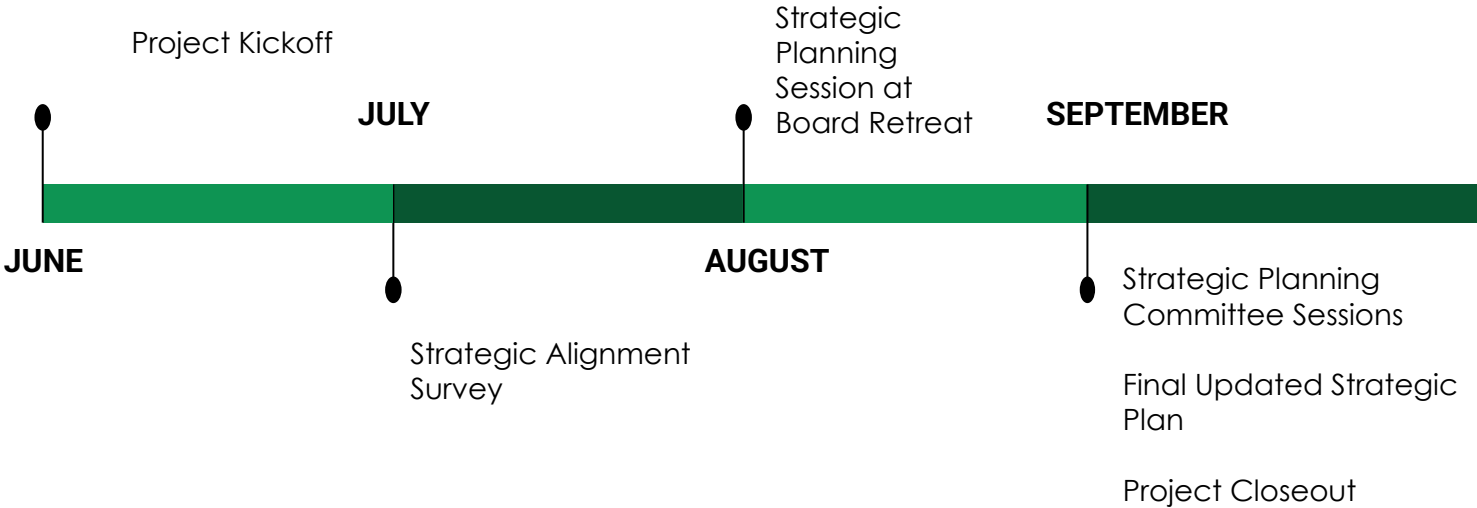 Project Kickoff
JUNE
JULY
Strategic Alignment
Survey
Strategic
Planning
Session at
Board Retreat
AUGUST
SEPTEMBER
Strategic Planning
Committee Sessions
Final Updated Strategic
Plan
Project Closeout